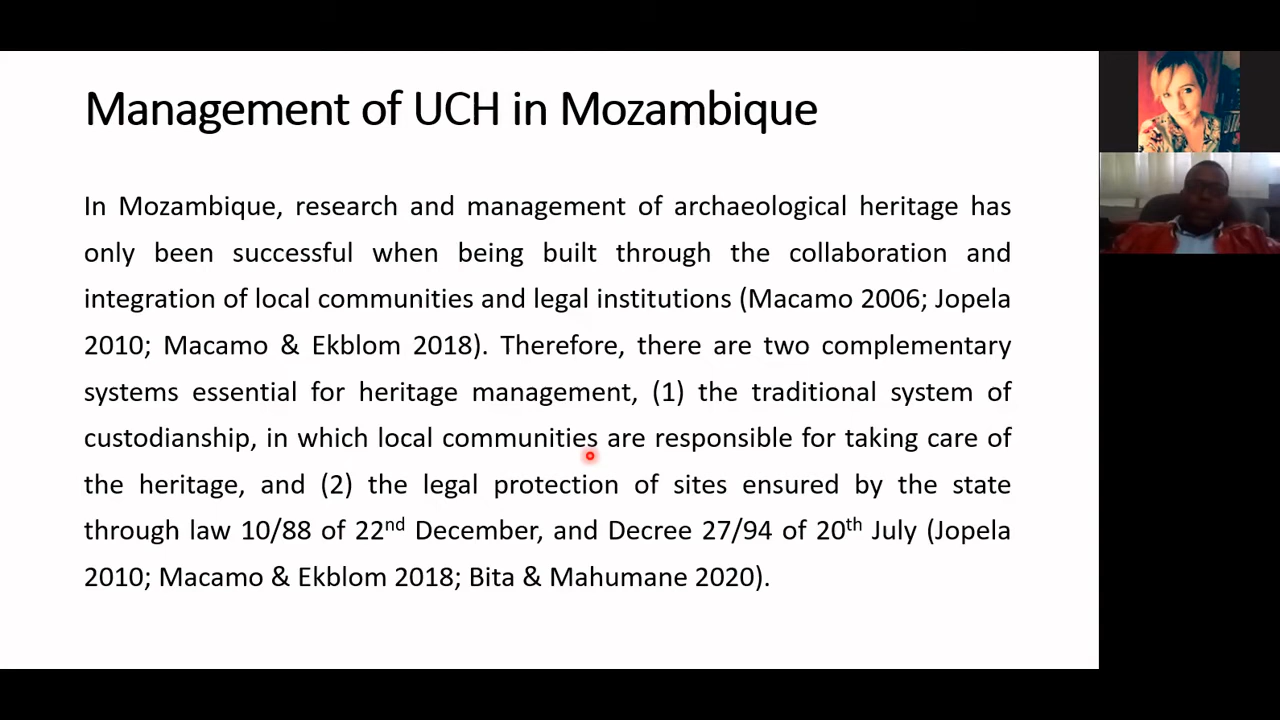 Management of UCH in Mozambique
In Mozambique, research and management of archaeological heritage has
only been successful when being built through the collaboration and
integration of local communities and legal institutions (Macamo 2006; Jopela
2010; Macamo & Ekblom 2018). Therefore, there are two complementary
systems essential for heritage management, (1) the traditional system of
custodianship, in which local communities are responsible for taking care of
the heritage, and (2) the legal protection of sites ensured by the state
through law 10/88 of 22nd December, and Decree 27/94 of 20th July (Jopela
2010; Macamo & Ekblom 2018; Bita & Mahumane 2020).